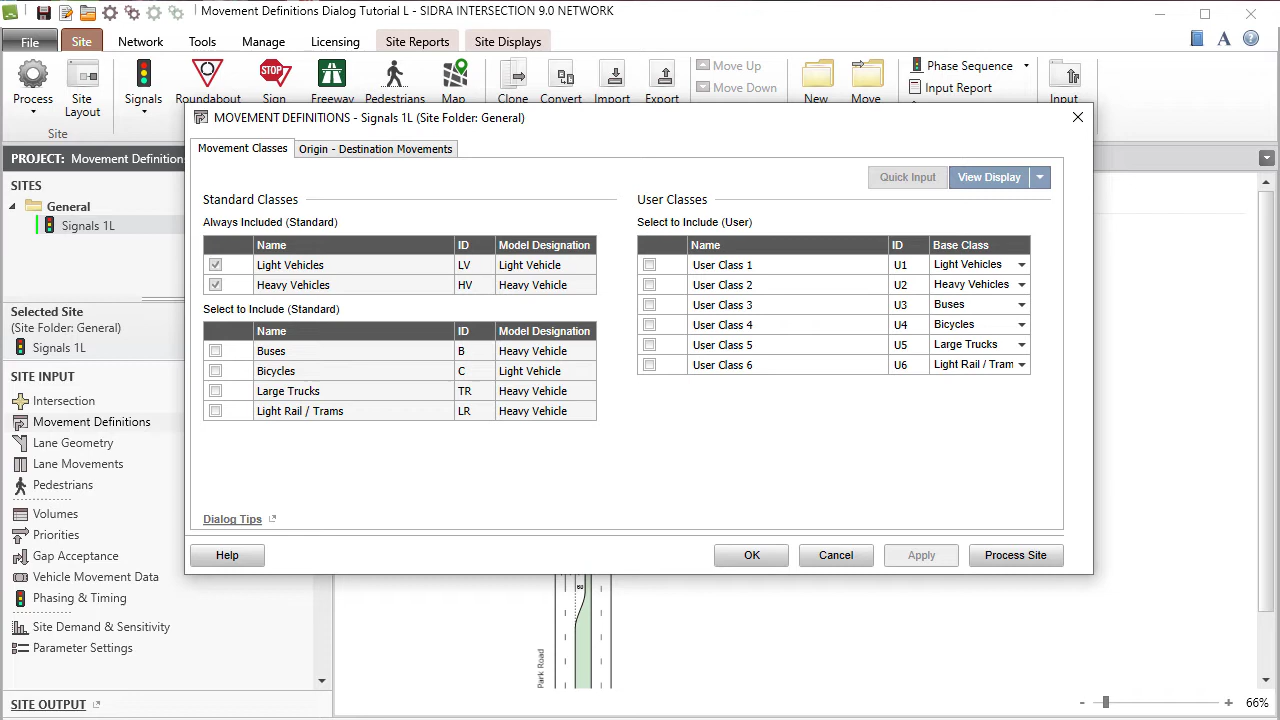 Movement Definitions Dialog Tutorial L - SIDRA INTERSECTION 9.0 NETWORK
File Site Network Tools Manage Licensing Site Reports Site Displays
Process Site Layout Signals Roundabout Sign Freeway Pedestrians Map Clone Convert Import Export Move Up Move Down New Move Phase Sequence Input Report Input
STOP
Site
MOVEMENT DEFINITIONS - Signals 1L (Site Folder: General)
PROJECT: Movement Definitions
SITES
General
Signals 1L
Selected Site
(Site Folder: General)
Signals 1L
SITE INPUT
Intersection
Movement Definitions
Lane Geometry
Lane Movements
Pedestrians
Volumes
Priorities
Gap Acceptance
Vehicle Movement Data
Phasing & Timing
Site Demand & Sensitivity
Parameter Settings
SITE OUTPUT
Movement Classes Origin - Destination Movements
Quick Input View Display
Standard Classes
Always Included (Standard)
Name ID Model Designation
Light Vehicles LV Light Vehicle
Heavy Vehicles HV Heavy Vehicle
Select to Include (Standard)
Name ID Model Designation
Buses B Heavy Vehicle
Bicycles C Light Vehicle
Large Trucks TR Heavy Vehicle
Light Rail / Trams LR Heavy Vehicle
User Classes
Select to Include (User)
Name ID Base Class
User Class 1 U1 Light Vehicles
User Class 2 U2 Heavy Vehicles
User Class 3 U3 Buses
User Class 4 U4 Bicycles
User Class 5 U5 Large Trucks
User Class 6 U6 Light Rail / Tram
Dialog Tips
Help OK Cancel Apply Process Site
60
Park Road
66%